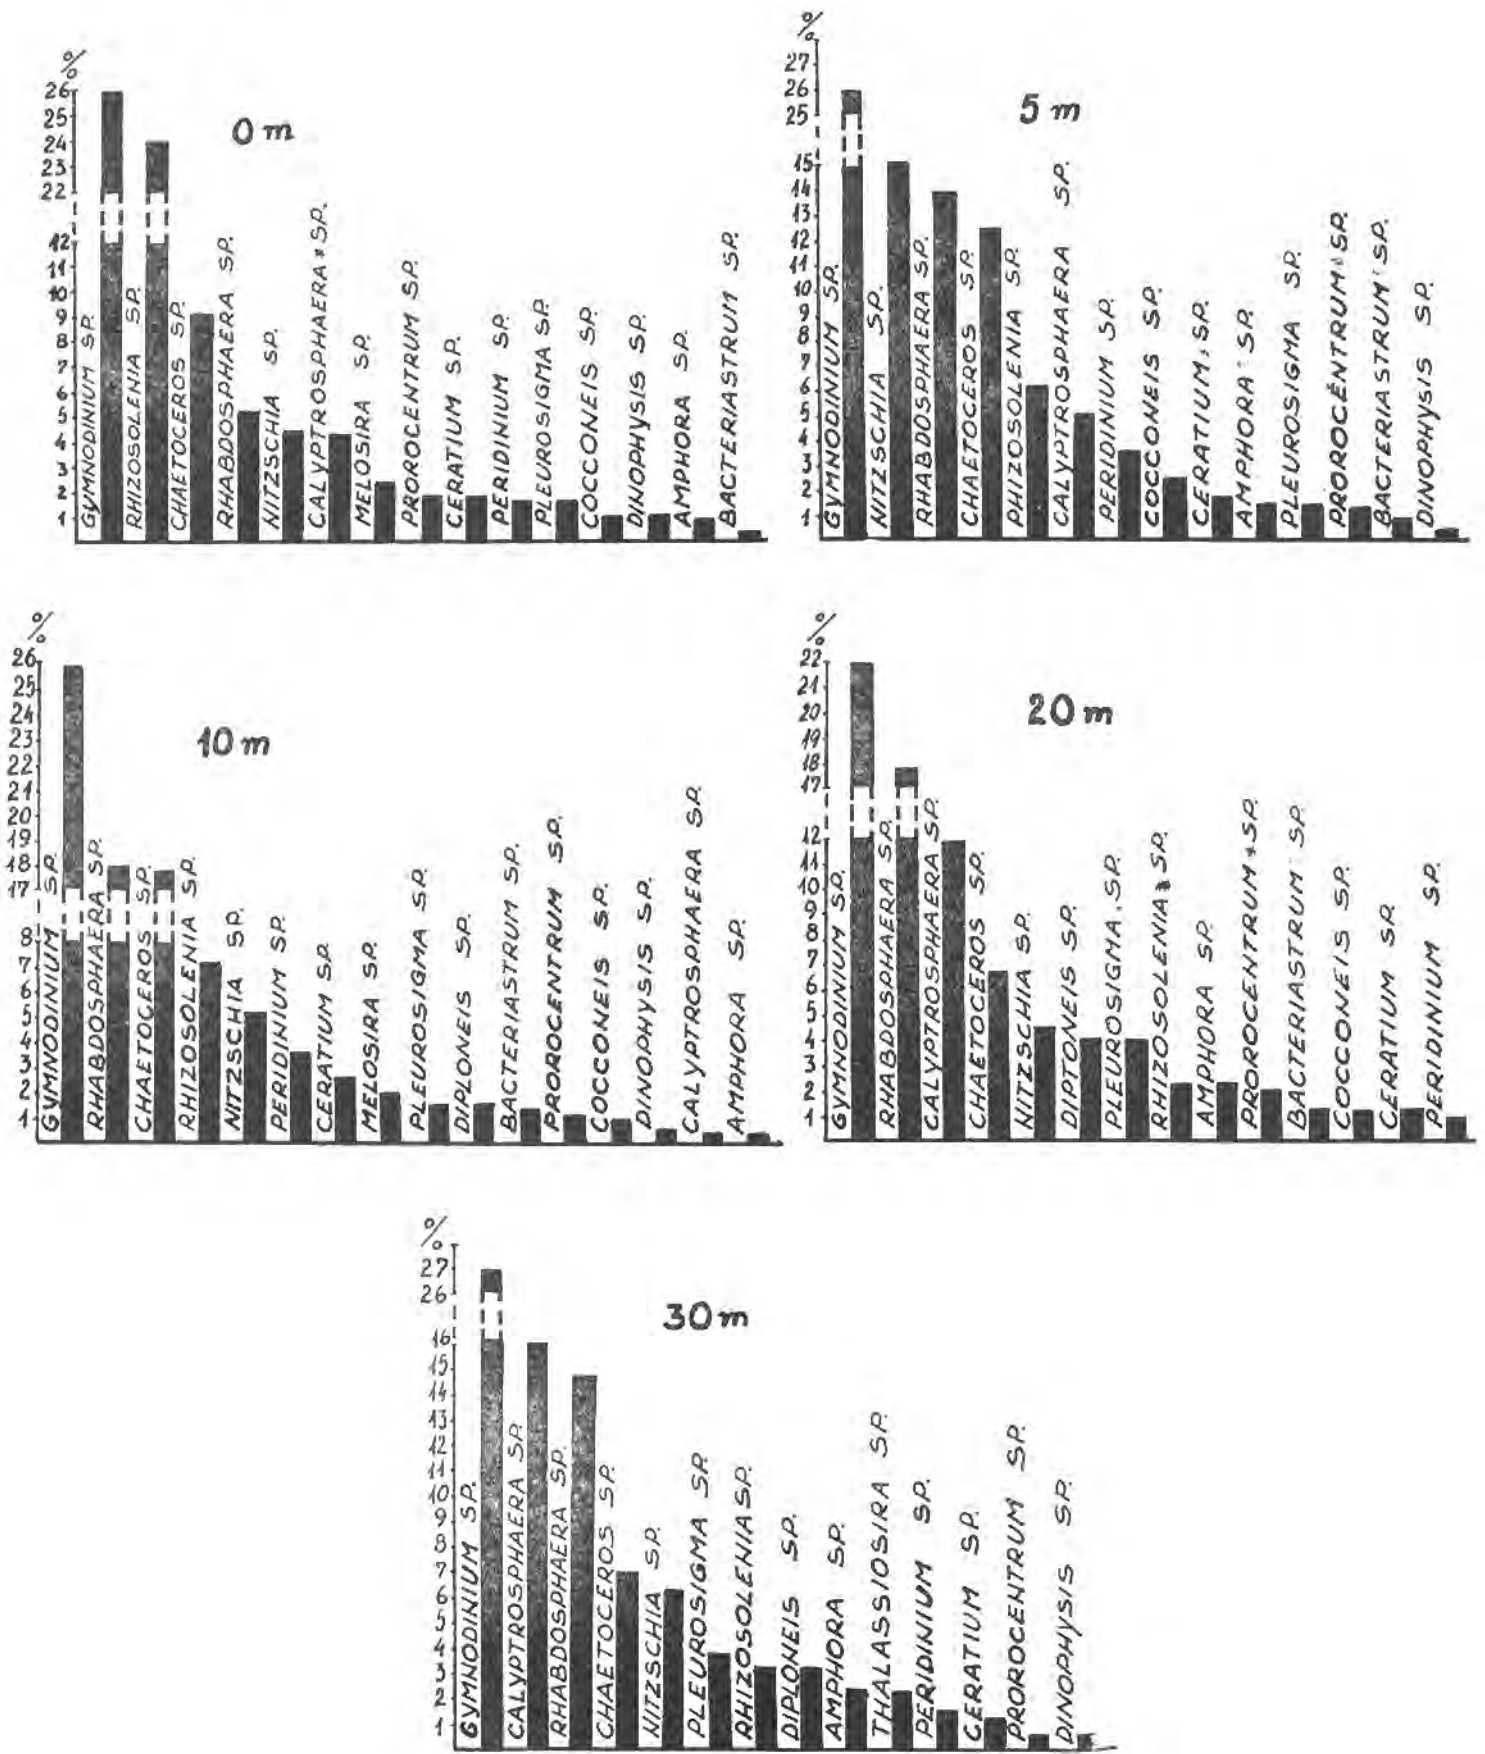 %
0 m
26
25
24
23
22
12
11
10
9
8
7
6
5
4
3
2
1
GYMNODINIUM SP.
RHIZOSOLENIA SP.
CHAETOCEROS SP.
RHABDOSPHAERA SP.
NITZSCHIA SP.
CALYPTROSPHAERA SP.
MELOSIRA SP.
PROROCENTRUM SP.
CERATIUM SP.
PERIDINIUM SP.
PLEUROSIGMA SP.
COCCONEIS SP.
DINOPHYSIS SP.
AMPHORA SP.
BACTERIASTRUM SP.
%
5 m
27
26
25
15
14
13
12
11
10
9
8
7
6
5
4
3
2
1
GYMNODINIUM SP.
NITZSCHIA SP.
RHABDOSPHAERA SP.
CHAETOCEROS SP.
PHIZOSOLENIA SP.
CALYPTROSPHAERA SP.
PERIDINIUM SP.
COCCONEIS SP.
CERATIUM SP.
AMPHORA SP.
PLEUROSIGMA SP.
PROROCENTRUM SP.
BACTERIASTRUM SP.
DINOPHYSIS SP.
%
10 m
26
25
24
23
22
21
20
19
18
17
8
7
6
5
4
3
2
1
GYMNODINIUM SP.
RHABDOSPHAERA SP.
CHAETOCEROS SP.
RHIZOSOLENIA SP.
NITZSCHIA SP.
PERIDINIUM SP.
CERATIUM SP.
MELOSIRA SP.
PLEUROSIGMA SP.
DIPLONEIS SP.
BACTERIASTRUM SP.
PROROCENTRUM SP.
COCCONEIS SP.
DINOPHYSIS SP.
CALYPTROSPHAERA SP.
AMPHORA SP.
%
20 m
22
21
20
19
18
17
12
11
10
9
8
7
6
5
4
3
2
1
GYMNODINIUM SP.
RHABDOSPHAERA SP.
CALYPTROSPHAERA SP.
CHAETOCEROS SP.
NITZSCHIA SP.
DIPTONEIS SP.
PLEUROSIGMA SP.
RHIZOSOLENIA SP.
AMPHORA SP.
PROROCENTRUM SP.
BACTERIASTRUM SP.
COCCONEIS SP.
CERATIUM SP.
PERIDINIUM SP.
%
30 m
27
26
16
15
14
13
12
11
10
9
8
7
6
5
4
3
2
1
GYMNODINIUM SP.
CALYPTROSPHAERA SP.
RHABDOSPHAERA SP.
CHAETOCEROS SP.
NITZSCHIA SP.
PLEUROSIGMA SP.
RHIZOSOLENIA SP.
DIPLONEIS SP.
AMPHORA SP.
THALASSIOSIRA SP.
PERIDINIUM SP.
CERATIUM SP.
PROROCENTRUM SP.
DINOPHYSIS SP.